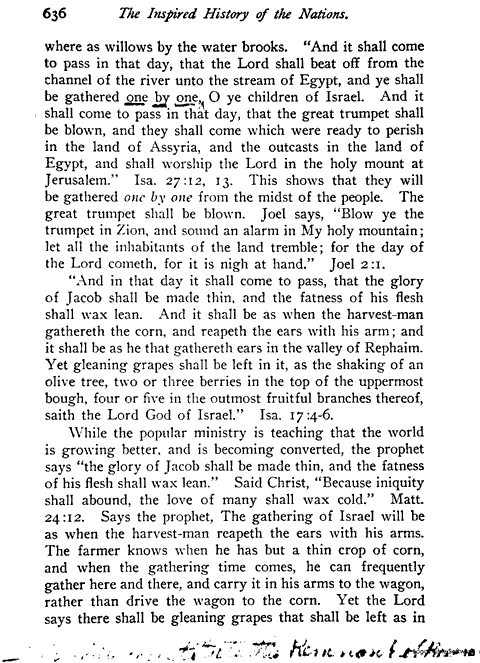 636 The Inspired History of the Nations.
where as willows by the water brooks. "And it shall come
to pass in that day, that the Lord shall beat off from the
channel of the river unto the stream of Egypt, and ye shall
be gathered one by one, O ye children of Israel. And it
shall come to pass in that day, that the great trumpet shall
be blown, and they shall come which were ready to perish
in the land of Assyria, and the outcasts in the land of
Egypt, and shall worship the Lord in the holy mount at
Jerusalem." Isa. 27:12, 13. This shows that they will
be gathered one by one from the midst of the people. The
great trumpet shall be blown. Joel says, "Blow ye the
trumpet in Zion, and sound an alarm in My holy mountain;
let all the inhabitants of the land tremble; for the day of
the Lord cometh, for it is nigh at hand." Joel 2:1.
"And in that day it shall come to pass, that the glory
of Jacob shall be made thin, and the fatness of his flesh
shall wax lean. And it shall be as when the harvest-man
gathereth the corn, and reapeth the ears with his arm; and
it shall be as he that gathereth ears in the valley of Rephaim.
Yet gleaning grapes shall be left in it, as the shaking of an
olive tree, two or three berries in the top of the uppermost
bough, four or five in the outmost fruitful branches thereof,
saith the Lord God of Israel." Isa. 17:4-6.
While the popular ministry is teaching that the world
is growing better, and is becoming converted, the prophet
says "the glory of Jacob shall be made thin, and the fatness
of his flesh shall wax lean." Said Christ, "Because iniquity
shall abound, the love of many shall wax cold." Matt.
24:12. Says the prophet, The gathering of Israel will be
as when the harvest-man reapeth the ears with his arms.
The farmer knows when he has but a thin crop of corn,
and when the gathering time comes, he can frequently
gather here and there, and carry it in his arms to the wagon,
rather than drive the wagon to the corn. Yet the Lord
says there shall be gleaning grapes that shall be left as in